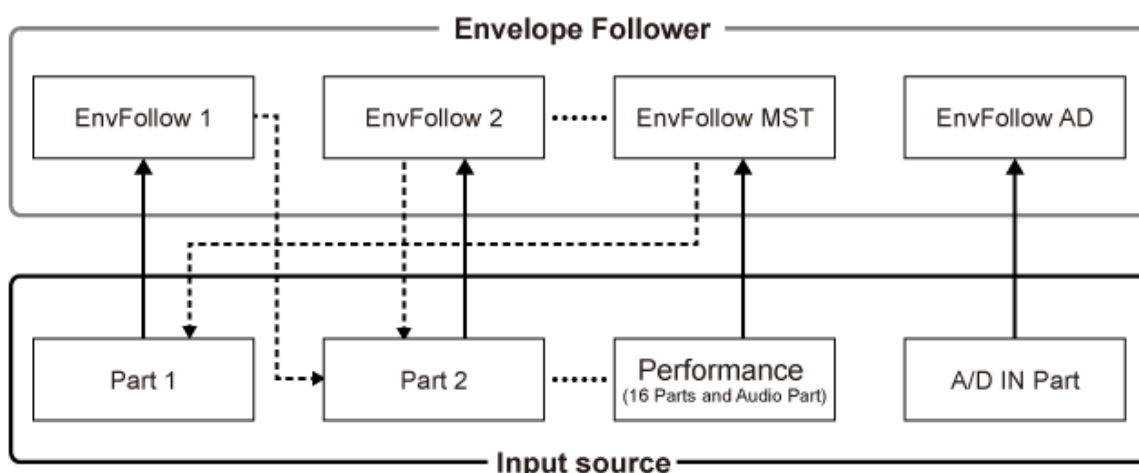 Envelope Follower
EnvFollow 1
EnvFollow 2
EnvFollow MST
EnvFollow AD
Part 1
Part 2
Performance
(16 Parts and Audio Part)
A/D IN Part
Input source